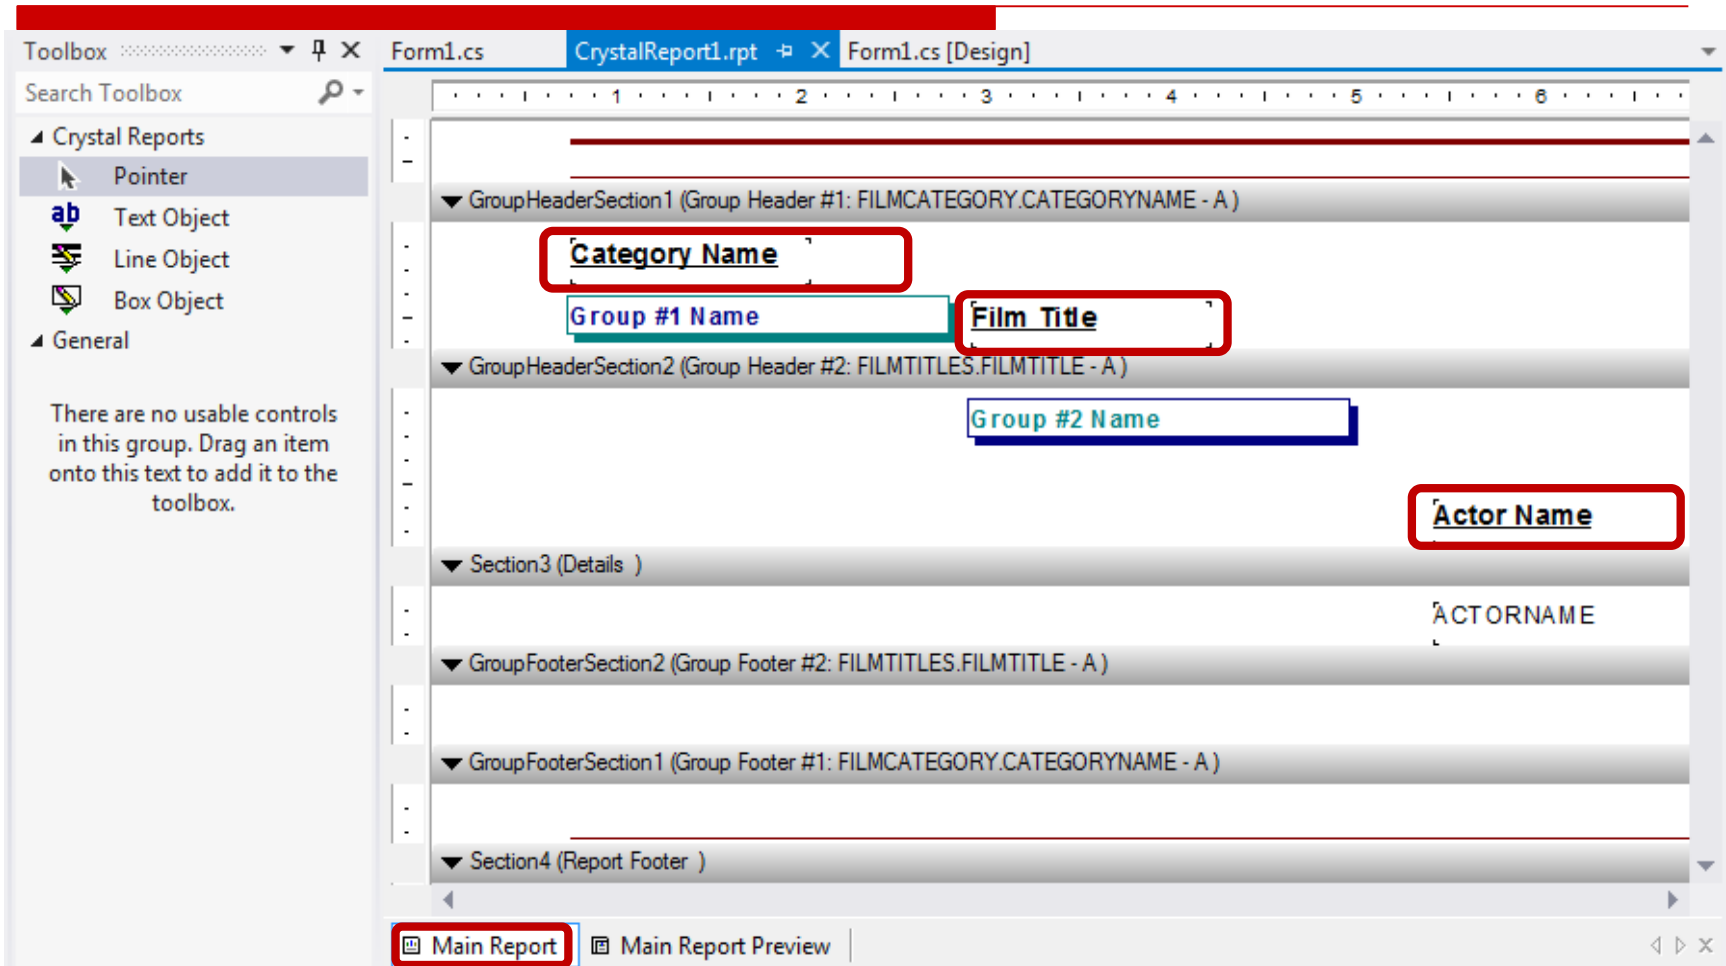 Toolbox
Form1.cs
CrystalReport1.rpt
Form1.cs [Design]
Search Toolbox
1 2 3 4 5 6
Crystal Reports
Pointer
Text Object
Line Object
Box Object
General
There are no usable controls
in this group. Drag an item
onto this text to add it to the
toolbox.
GroupHeaderSection1 (Group Header #1: FILMCATEGORY.CATEGORYNAME - A )
Category Name
Group #1 Name
Film Title
GroupHeaderSection2 (Group Header #2: FILMTITLES.FILMTITLE - A )
Group #2 Name
Actor Name
Section3 (Details )
ACTORNAME
GroupFooterSection2 (Group Footer #2: FILMTITLES.FILMTITLE - A )
GroupFooterSection1 (Group Footer #1: FILMCATEGORY.CATEGORYNAME - A )
Section4 (Report Footer )
Main Report
Main Report Preview